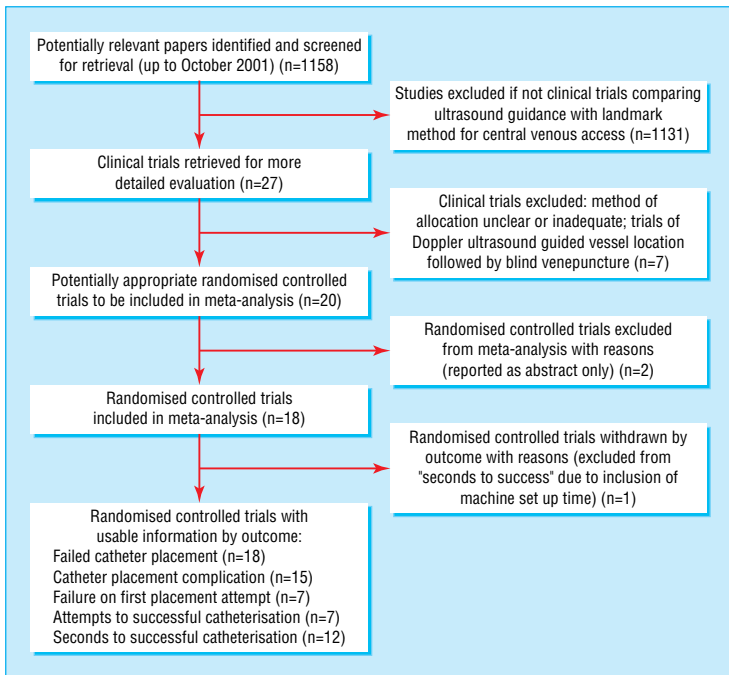 Potentially relevant papers identified and screened
for retrieval (up to October 2001) (n=1158)
Studies excluded if not clinical trials comparing
ultrasound guidance with landmark
method for central venous access (n=1131)
Clinical trials retrieved for more
detailed evaluation (n=27)
Clinical trials excluded: method of
allocation unclear or inadequate; trials of
Doppler ultrasound guided vessel location
followed by blind venepuncture (n=7)
Potentially appropriate randomised controlled
trials to be included in meta-analysis (n=20)
Randomised controlled trials excluded
from meta-analysis with reasons
(reported as abstract only) (n=2)
Randomised controlled trials
included in meta-analysis (n=18)
Randomised controlled trials withdrawn by
outcome with reasons (excluded from
"seconds to success" due to inclusion of
machine set up time) (n=1)
Randomised controlled trials with
usable information by outcome:
Failed catheter placement (n=18)
Catheter placement complication (n=15)
Failure on first placement attempt (n=7)
Attempts to successful catheterisation (n=7)
Seconds to successful catheterisation (n=12)